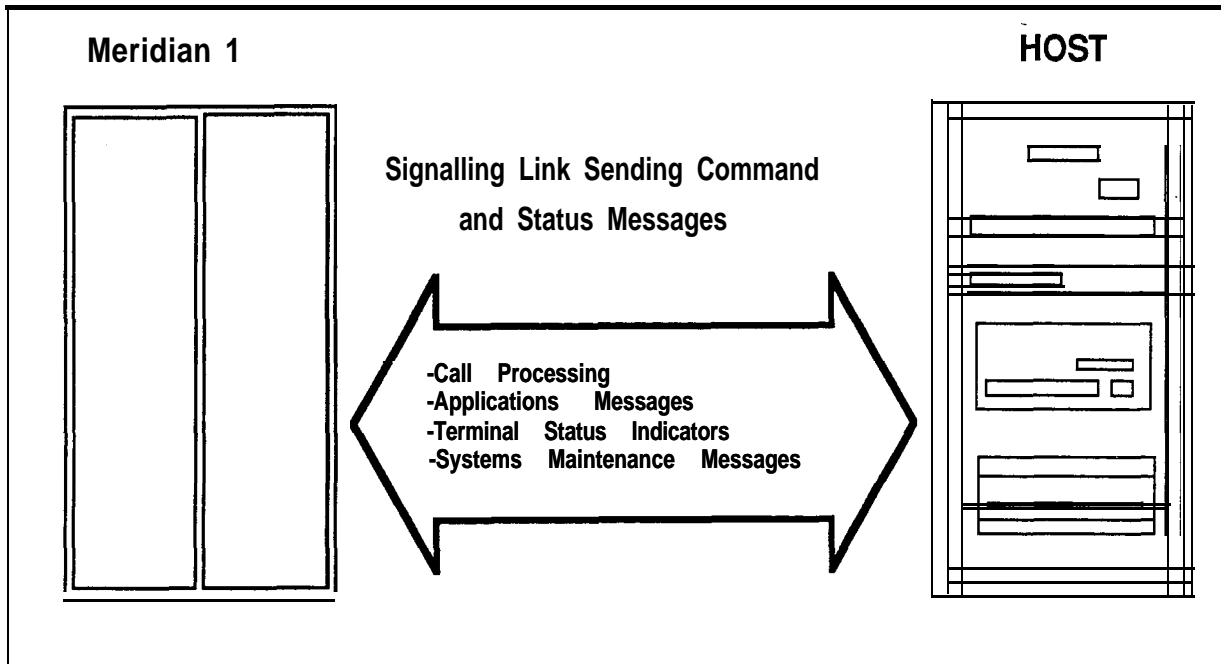 Meridian 1
HOST
Signalling Link Sending Command
and Status Messages
-Call Processing
-Applications Messages
-Terminal Status Indicators
-Systems Maintenance Messages